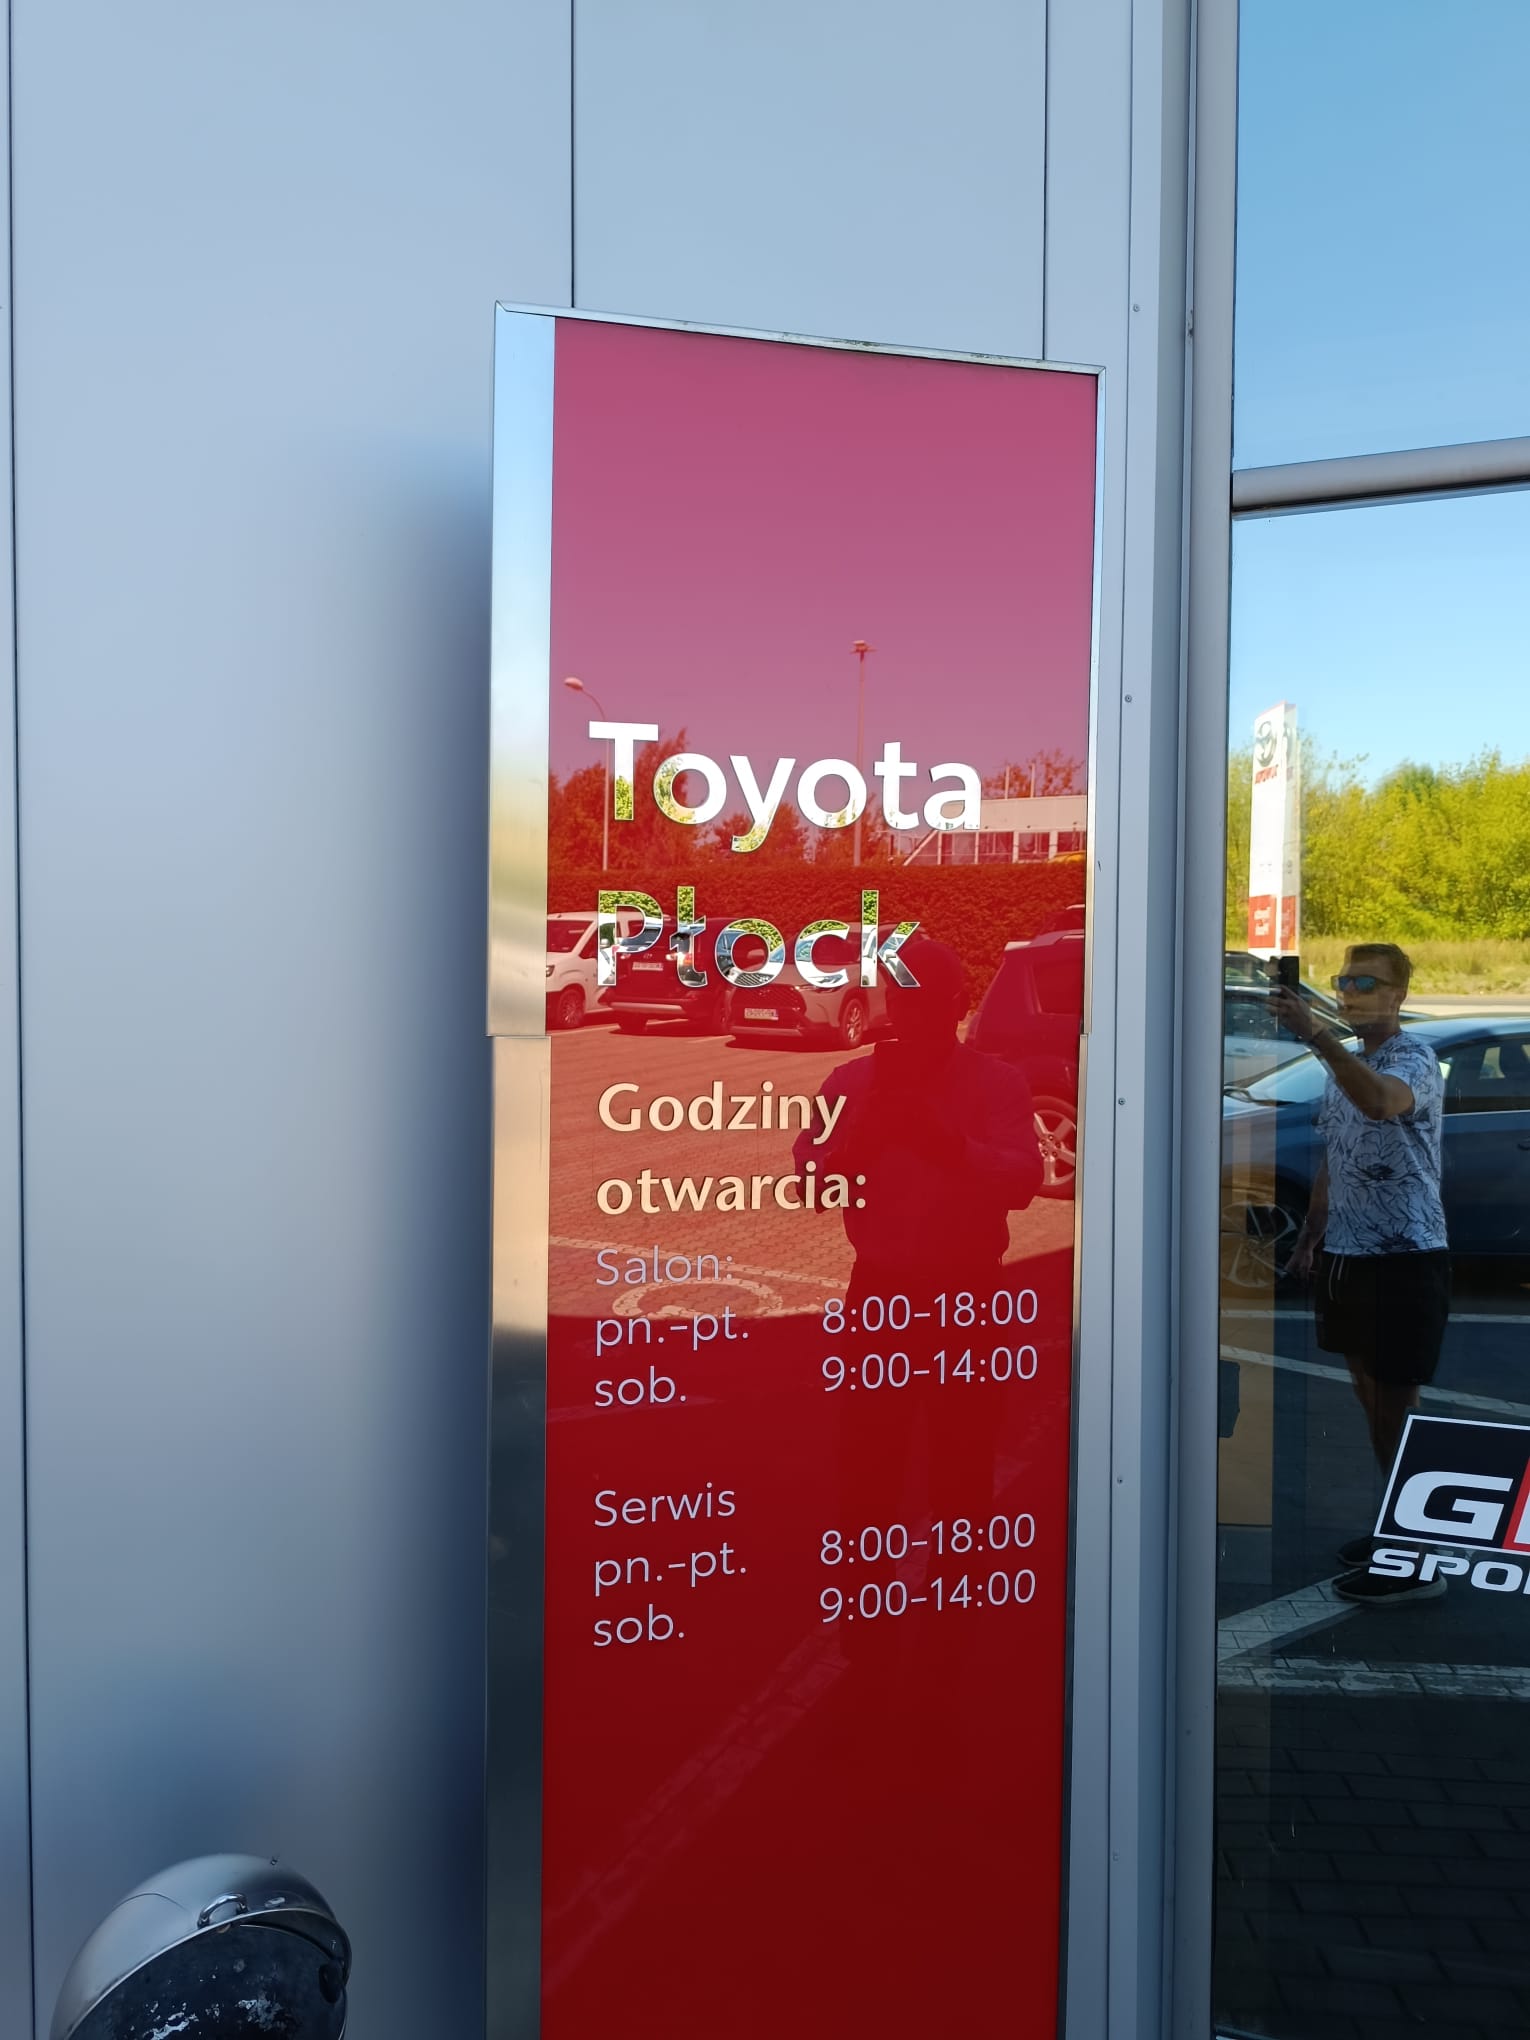 Toyota
Płock
Godziny
otwarcia:
Salon:
pn.-pt. 8:00-18:00
sob. 9:00-14:00
Serwis
pn.-pt. 8:00-18:00
sob. 9:00-14:00
G
SPO